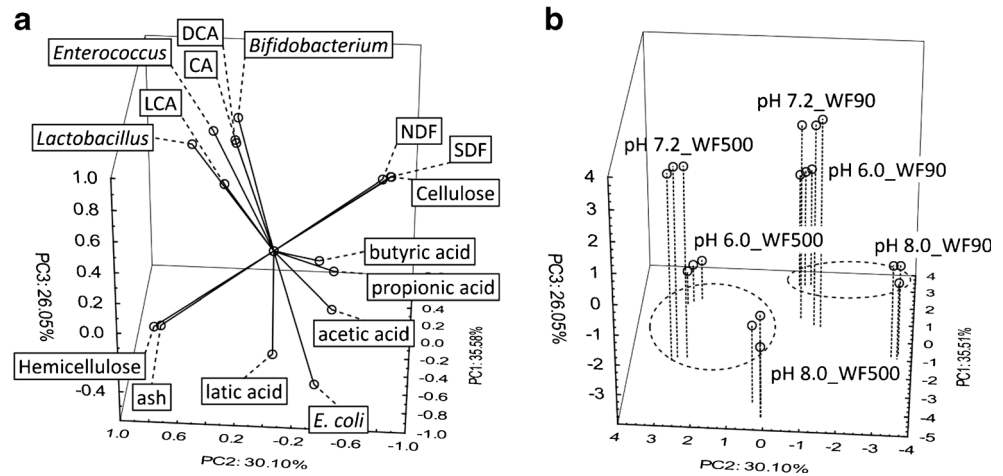 a
DCA
Bifidobacterium
Enterococcus
CA
LCA
Lactobacillus
NDF
SDF
Cellulose
butyric acid
propionic acid
acetic acid
latic acid
E. coli
Hemicellulose
ash
PC3: 26.05%
1.0
0.8
0.6
0.4
0.2
0.0
-0.4
1.0
0.6
0.2
-0.2
-0.6
-1.0
PC2: 30.10%
0.4
0.2
0.0
-0.2
-0.4
-0.6
-0.8
-1.0
PC1: 35.58%
b
pH 7.2_WF90
pH 7.2_WF500
pH 6.0_WF90
pH 6.0_WF500
pH 8.0_WF90
pH 8.0_WF500
PC3: 26.05%
4
3
2
1
0
-1
-2
-3
4
3
2
1
0
-1
-2
-3
-4
PC2: 30.10%
4
3
2
1
0
-1
-2
-3
-4
-5
PC1: 35.51%